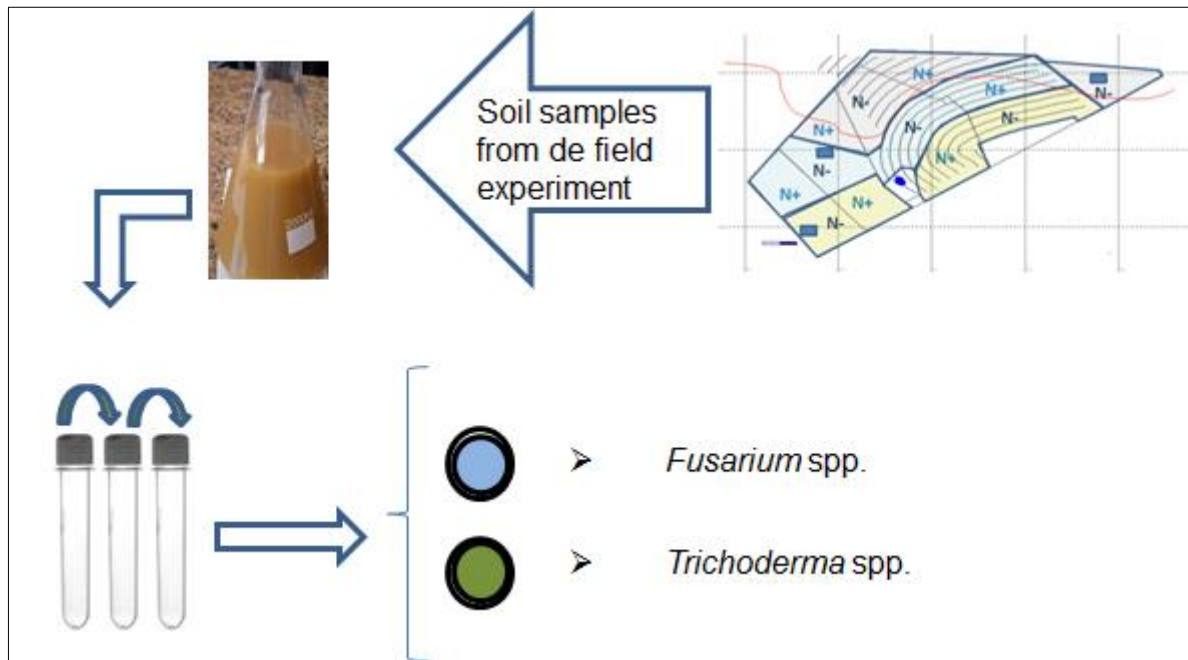 Soil samples
from de field
experiment
N+
N-
N+
N-
N-
N-
N+
N-
N+
N+
N+
N-
Fusarium spp.
Trichoderma spp.